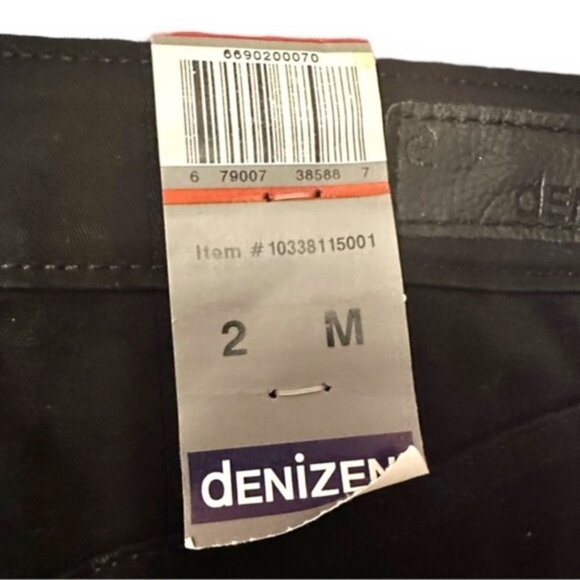 6690200070
6 79007 38588 7
Item # 10338115001
2 M
dENiZEN